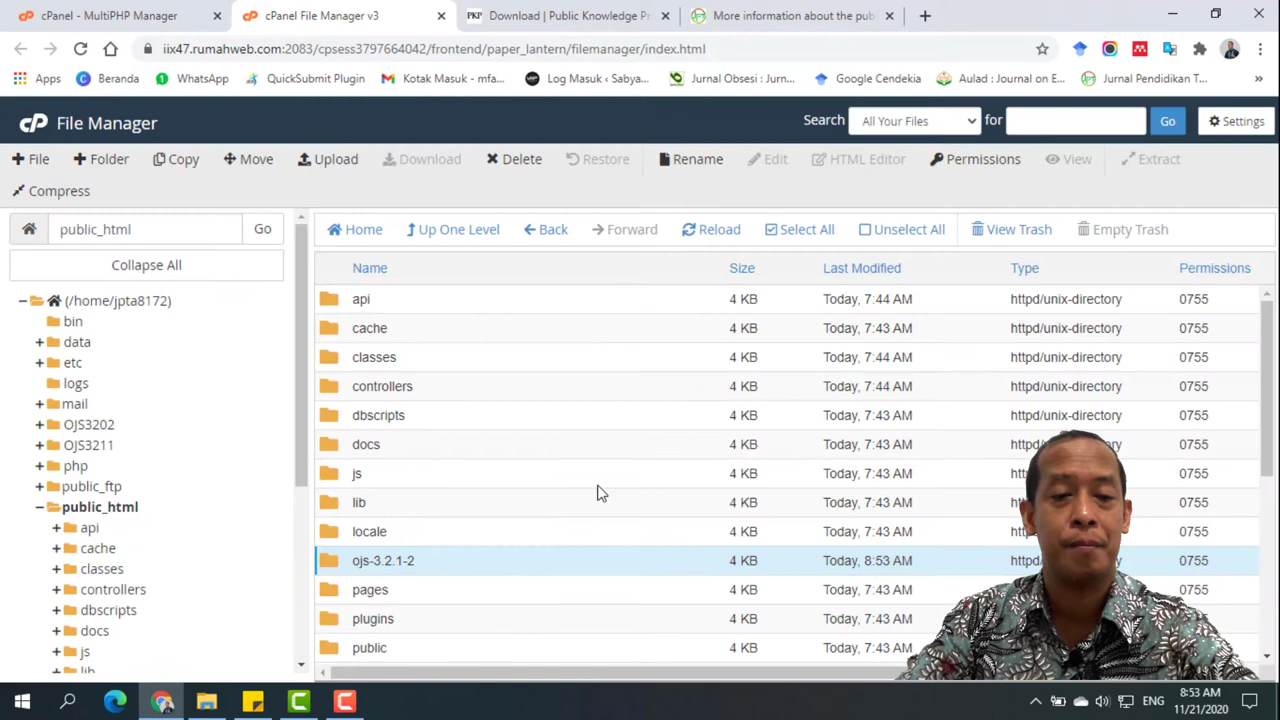 cPanel - MultiPHP Manager
cPanel File Manager v3
PKP Download | Public Knowledge Pr
More information about the pub
iix47.rumahweb.com:2083/cpsess3797664042/frontend/paper_lantern/filemanager/index.html
Apps Beranda WhatsApp QuickSubmit Plugin Kotak Masuk - mfa... Log Masuk ‹ Sabya... Jurnal Obsesi : Jurn... Google Cendekia Aulad : Journal on E... Jurnal Pendidikan T... »
cP File Manager
Search All Your Files for Go Settings
File Folder Copy Move Upload Download Delete Restore Rename Edit HTML Editor Permissions View Extract
Compress
public_html Go
Home Up One Level Back Forward Reload Select All Unselect All View Trash Empty Trash
Collapse All
(/home/jpta8172)
bin
data
etc
logs
mail
OJS3202
OJS3211
php
public_ftp
public_html
api
cache
classes
controllers
dbscripts
docs
js
lib
Name Size Last Modified Type Permissions
api 4 KB Today, 7:44 AM httpd/unix-directory 0755
cache 4 KB Today, 7:43 AM httpd/unix-directory 0755
classes 4 KB Today, 7:44 AM httpd/unix-directory 0755
controllers 4 KB Today, 7:44 AM httpd/unix-directory 0755
dbscripts 4 KB Today, 7:43 AM httpd/unix-directory 0755
docs 4 KB Today, 7:43 AM 0755
js 4 KB Today, 7:43 AM 0755
lib 4 KB Today, 7:43 AM 0755
locale 4 KB Today, 7:43 AM 0755
ojs-3.2.1-2 4 KB Today, 8:53 AM 0755
pages 4 KB Today, 7:43 AM 0755
plugins 4 KB Today, 7:43 AM 0755
public 4 KB Today, 7:43 AM 0755
ENG
8:53 AM
11/21/2020